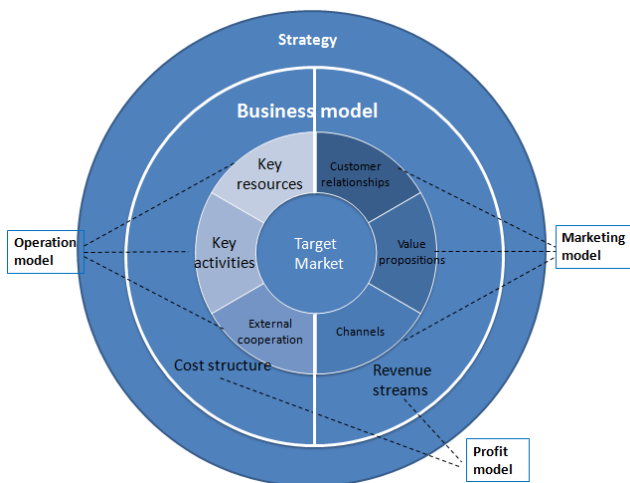 Strategy
Business model
Key
resources
Customer
relationships
Operation
model
Key
activities
Target
Market
Value
propositions
Marketing
model
External
cooperation
Channels
Cost structure
Revenue
streams
Profit
model